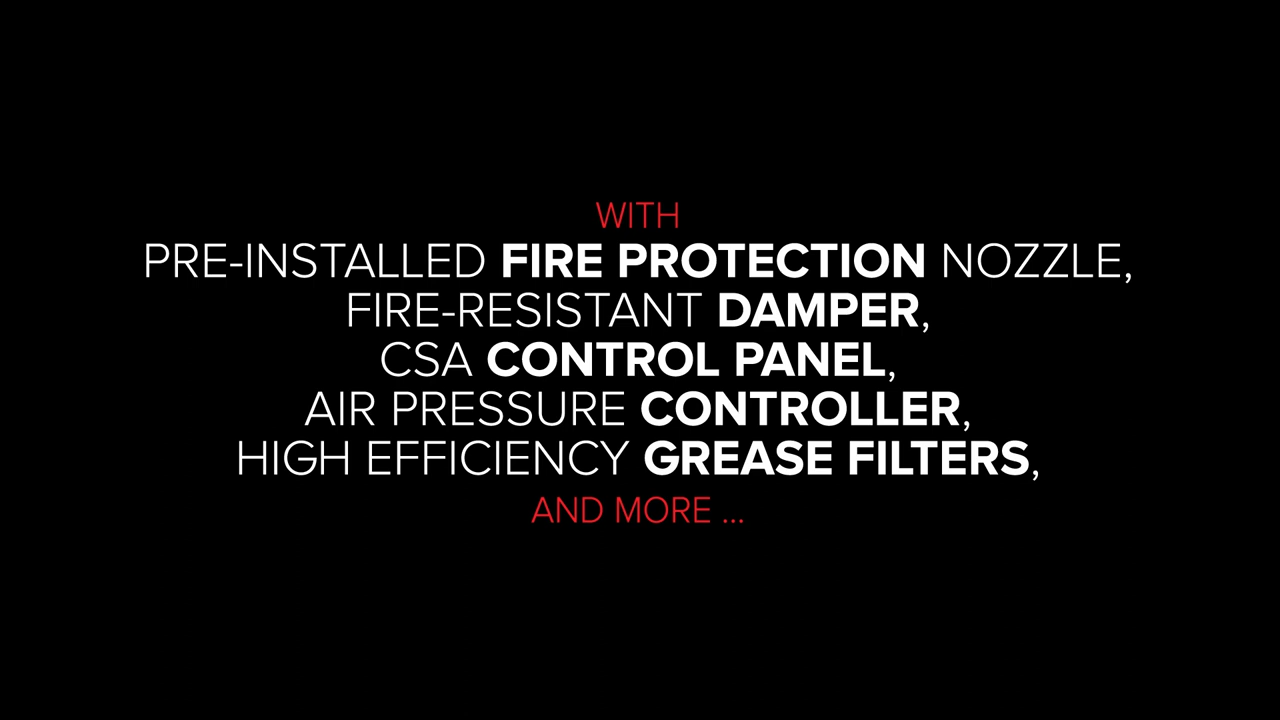 WITH
PRE-INSTALLED FIRE PROTECTION NOZZLE,
FIRE-RESISTANT DAMPER,
CSA CONTROL PANEL,
AIR PRESSURE CONTROLLER,
HIGH EFFICIENCY GREASE FILTERS,
AND MORE ...